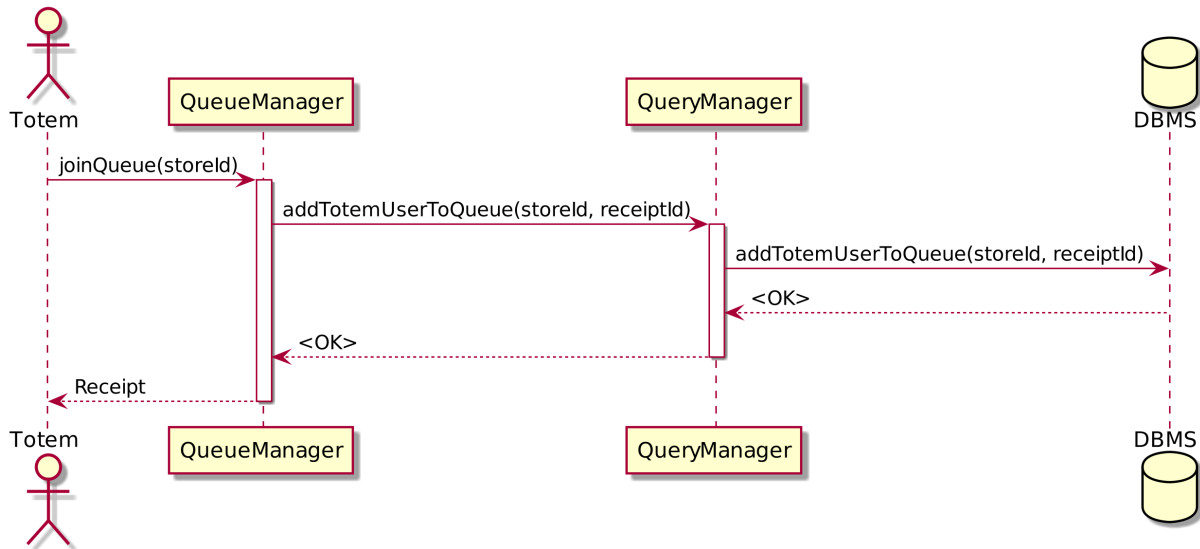 Totem
QueueManager
QueryManager
DBMS
joinQueue(storeId)
addTotemUserToQueue(storeId, receiptId)
addTotemUserToQueue(storeId, receiptId)
<OK>
<OK>
Receipt
Totem
QueueManager
QueryManager
DBMS